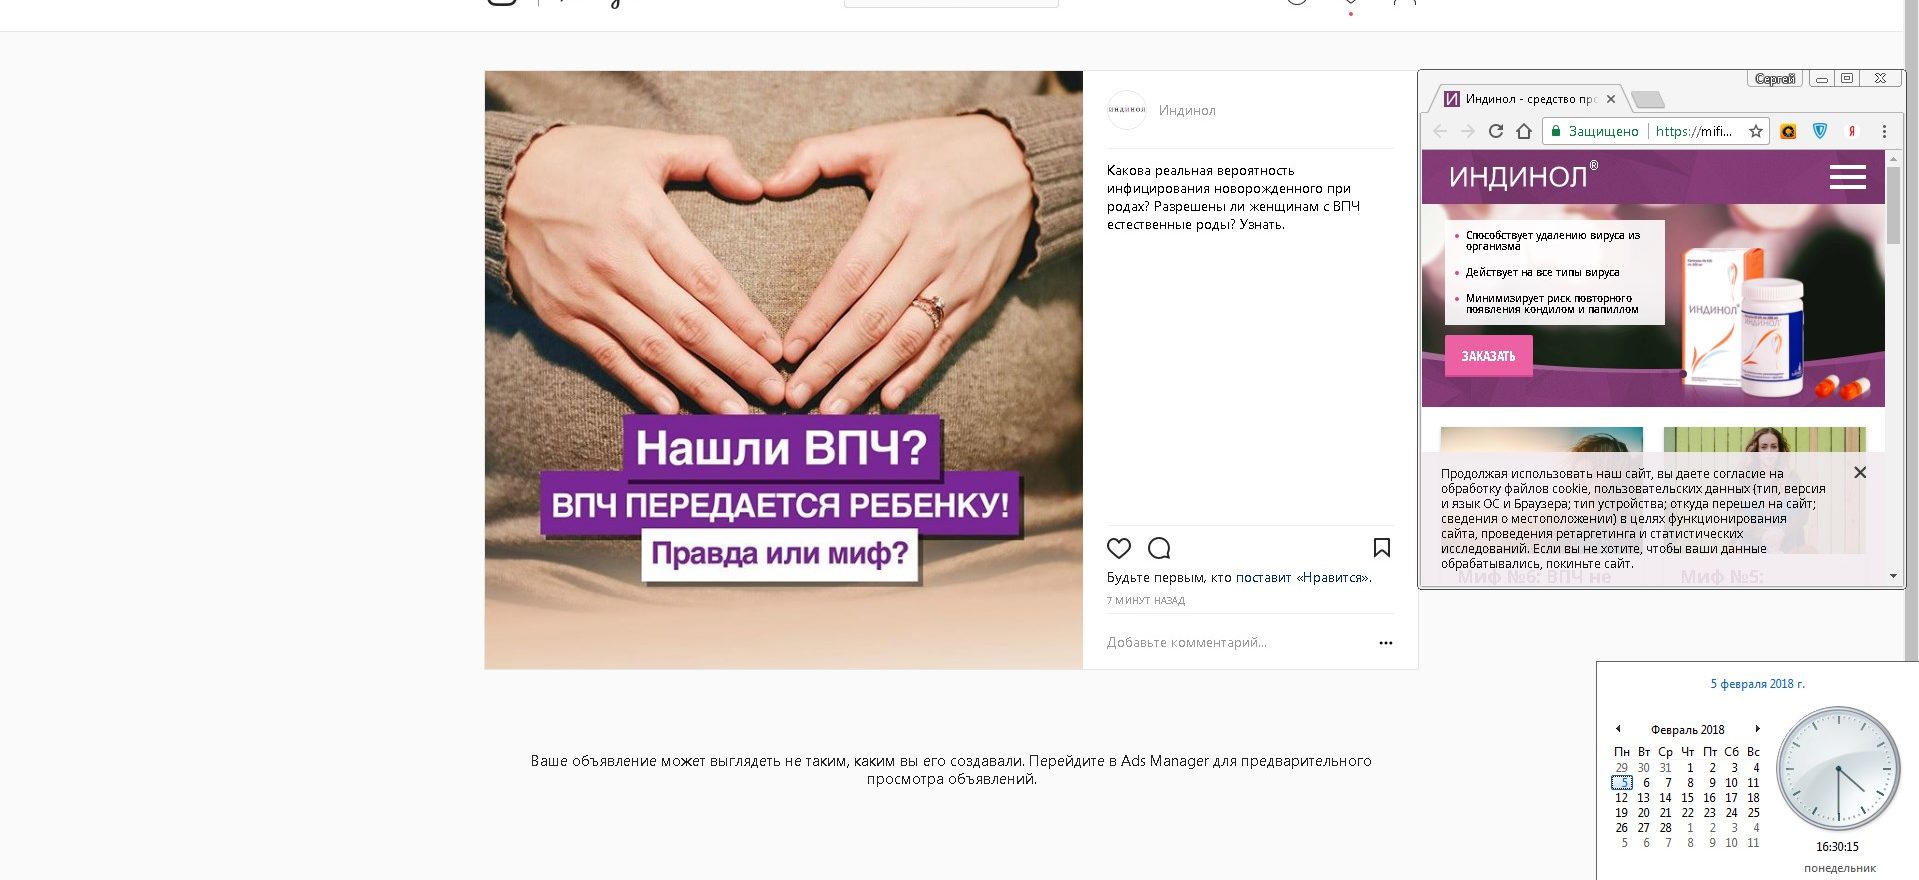 Нашли ВПЧ?
ВПЧ ПЕРЕДАЕТСЯ РЕБЕНКУ!
Правда или миф?
ИНДИНОЛ
Индинол
Какова реальная вероятность
инфицирования новорожденного при
родах? Разрешены ли женщинам с ВПЧ
естественные роды? Узнать.
Будьте первым, кто поставит «Нравится».
7 МИНУТ НАЗАД
Добавьте комментарий...
Ваше объявление может выглядеть не таким, каким вы его создавали. Перейдите в Ads Manager для предварительного
просмотра объявлений.
Сергей
Индинол - средство прс
Защищено
https://mifi...
ИНДИНОЛ®
Способствует удалению вируса из
организма
Действует на все типы вируса
Минимизирует риск повторного
появления кондилом и папиллом
ЗАКАЗАТЬ
ИНДИНОЛ
ИНДИНОЛ
Продолжая использовать наш сайт, вы даете согласие на
обработку файлов cookie, пользовательских данных (тип, версия
и язык ОС и Браузера; тип устройства; откуда перешел на сайт;
сведения о местоположении) в целях функционирования
сайта, проведения ретаргетинга и статистических
исследований. Если вы не хотите, чтобы ваши данные
обрабатывались, покиньте сайт.
Миф №6: ВПЧ не
Миф №5:
5 февраля 2018 г.
Февраль 2018
Пн Вт Ср Чт Пт Сб Вс
29 30 31 1 2 3 4
5 6 7 8 9 10 11
12 13 14 15 16 17 18
19 20 21 22 23 24 25
26 27 28 1 2 3 4
5 6 7 8 9 10 11
16:30:15
понедельник